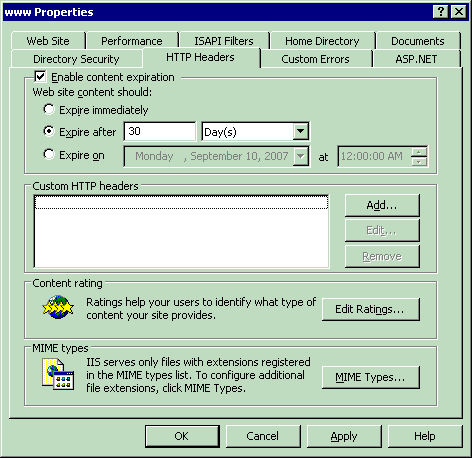 www Properties
Web Site
Performance
ISAPI Filters
Home Directory
Documents
Directory Security
HTTP Headers
Custom Errors
ASP.NET
Enable content expiration
Web site content should:
Expire immediately
Expire after
30
Day(s)
Expire on
Monday , September 10, 2007
at
12:00:00 AM
Custom HTTP headers
Add...
Edit...
Remove
Content rating
Ratings help your users to identify what type of
content your site provides.
Edit Ratings...
MIME types
IIS serves only files with extensions registered
in the MIME types list. To configure additional
file extensions, click MIME Types.
MIME Types...
OK
Cancel
Apply
Help